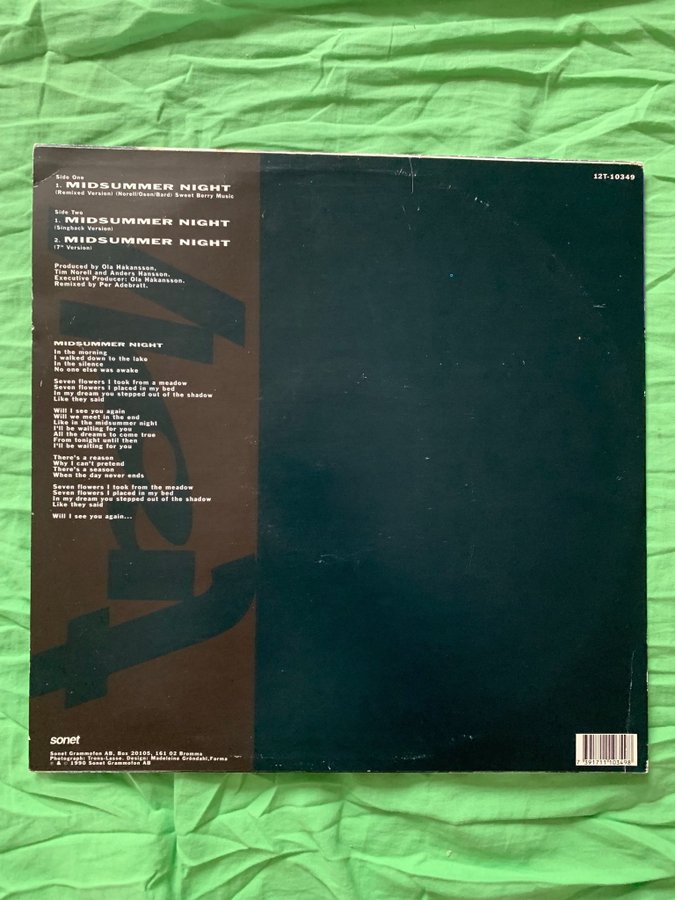 Side One
1. MIDSUMMER NIGHT
(Remixed Version) (Norell/Oson/Bard) Sweet Berry Music
Side Two
1. MIDSUMMER NIGHT
(Singback Version)
2. MIDSUMMER NIGHT
(7" Version)
Produced by Ola Hakansson,
Tim Norell and Anders Hansson.
Executive Producer: Ola Hakansson.
Remixed by Per Adebratt.
MIDSUMMER NIGHT
In the morning
I walked down to the lake
In the silence
No one else was awake
Seven flowers I took from a meadow
Seven flowers I placed in my bed
In my dream you stepped out of the shadow
Like they said
Will I see you again
Will we meet in the end
Like in the midsummer night
I'll be waiting for you
All the dreams to come true
From tonight until then
I'll be waiting for you
There's a reason
Why I can't pretend
There's a season
When the day never ends
Seven flowers I took from the meadow
Seven flowers I placed in my bed
In my dream you stepped out of the shadow
Like they said
Will I see you again...
sonet
Sonet Grammofon AB, Box 20105, 161 02 Bromma
Photograph: Trons-Lasse. Design: Madeleine Gröndahl, Farma
℗ & © 1990 Sonet Grammofon AB
12T-10349
7 391711 103498